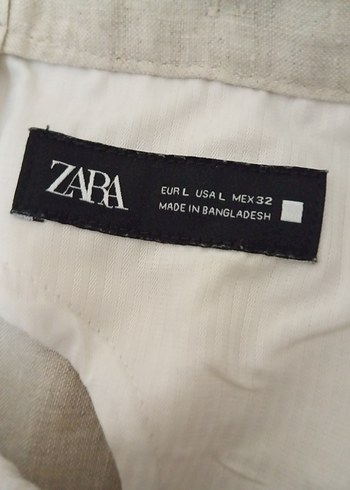 ZARA
EUR L USA L MEX 32
MADE IN BANGLADESH